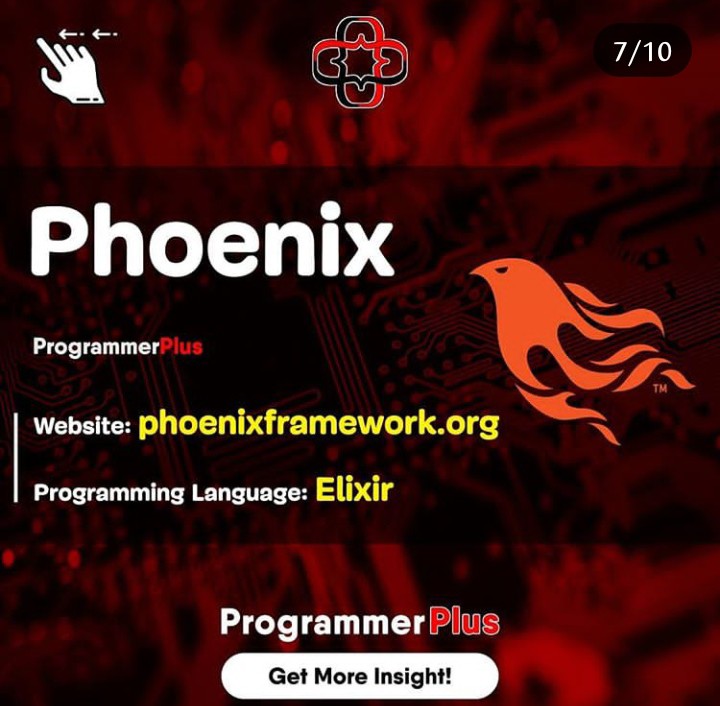 7/10
Phoenix
ProgrammerPlus
Website: phoenixframework.org
TM
Programming Language: Elixir
ProgrammerPlus
Get More Insight!